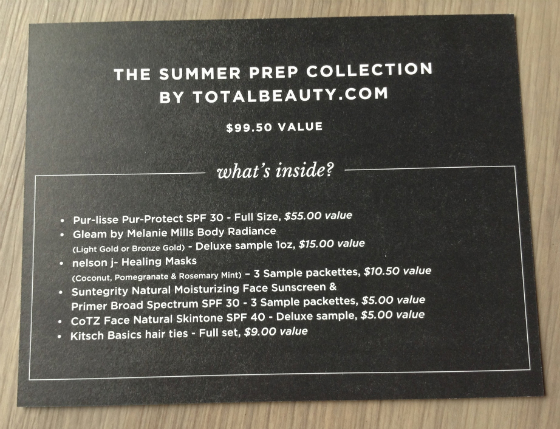 THE SUMMER PREP COLLECTION
BY TOTALBEAUTY.COM
$99.50 VALUE
what's inside?
• Pur-lisse Pur-Protect SPF 30 - Full Size, $55.00 value
• Gleam by Melanie Mills Body Radiance
(Light Gold or Bronze Gold) - Deluxe sample 1oz, $15.00 value
• nelson j- Healing Masks
(Coconut, Pomegranate & Rosemary Mint) - 3 Sample packettes, $10.50 value
• Suntegrity Natural Moisturizing Face Sunscreen &
Primer Broad Spectrum SPF 30 - 3 Sample packettes, $5.00 value
• CoTZ Face Natural Skintone SPF 40 - Deluxe sample, $5.00 value
• Kitsch Basics hair ties - Full set, $9.00 value